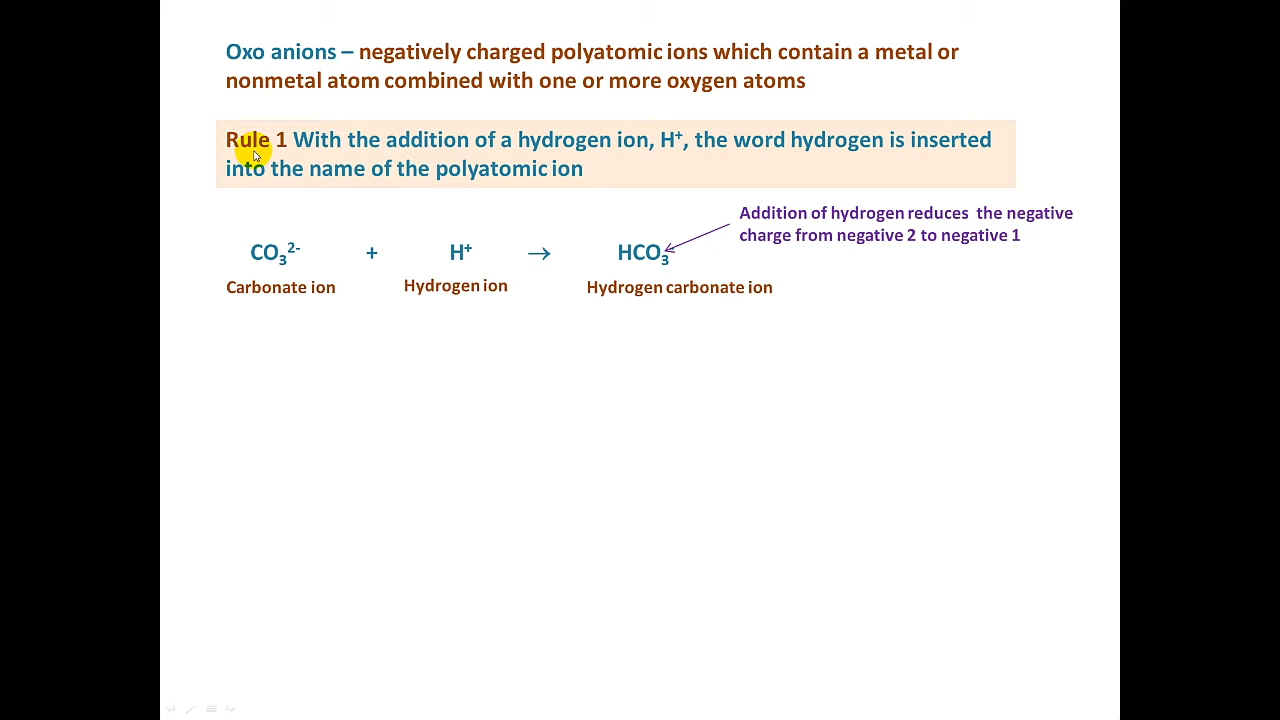 Oxo anions – negatively charged polyatomic ions which contain a metal or
nonmetal atom combined with one or more oxygen atoms
Rule 1 With the addition of a hydrogen ion, H⁺, the word hydrogen is inserted
into the name of the polyatomic ion
Addition of hydrogen reduces the negative
charge from negative 2 to negative 1
CO₃²⁻ + H⁺ → HCO₃⁻
Carbonate ion Hydrogen ion Hydrogen carbonate ion